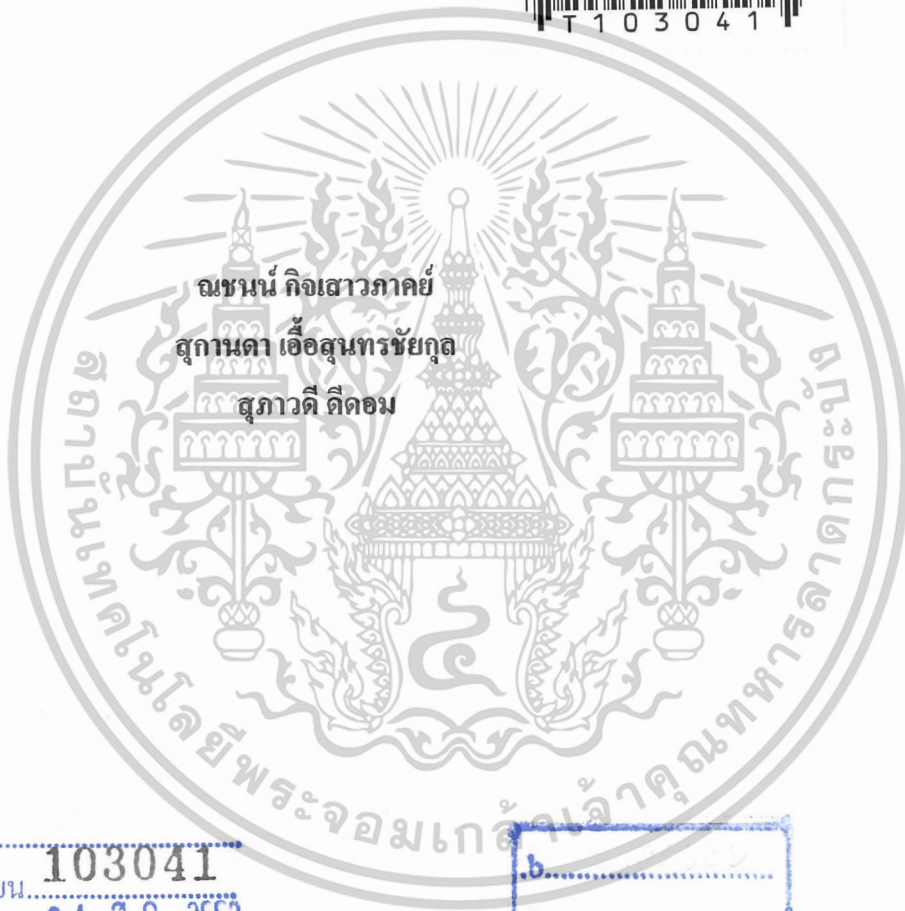 T103041
ณชนน์ กิจเสาวภาคย์
สุกานดา เอื้อสุนทรชัยกุล
สุภาวดี ดีดอม
สถาบันเทคโนโลยีพระจอมเกล้าเจ้าคุณทหารลาดกระบัง
103041
.b